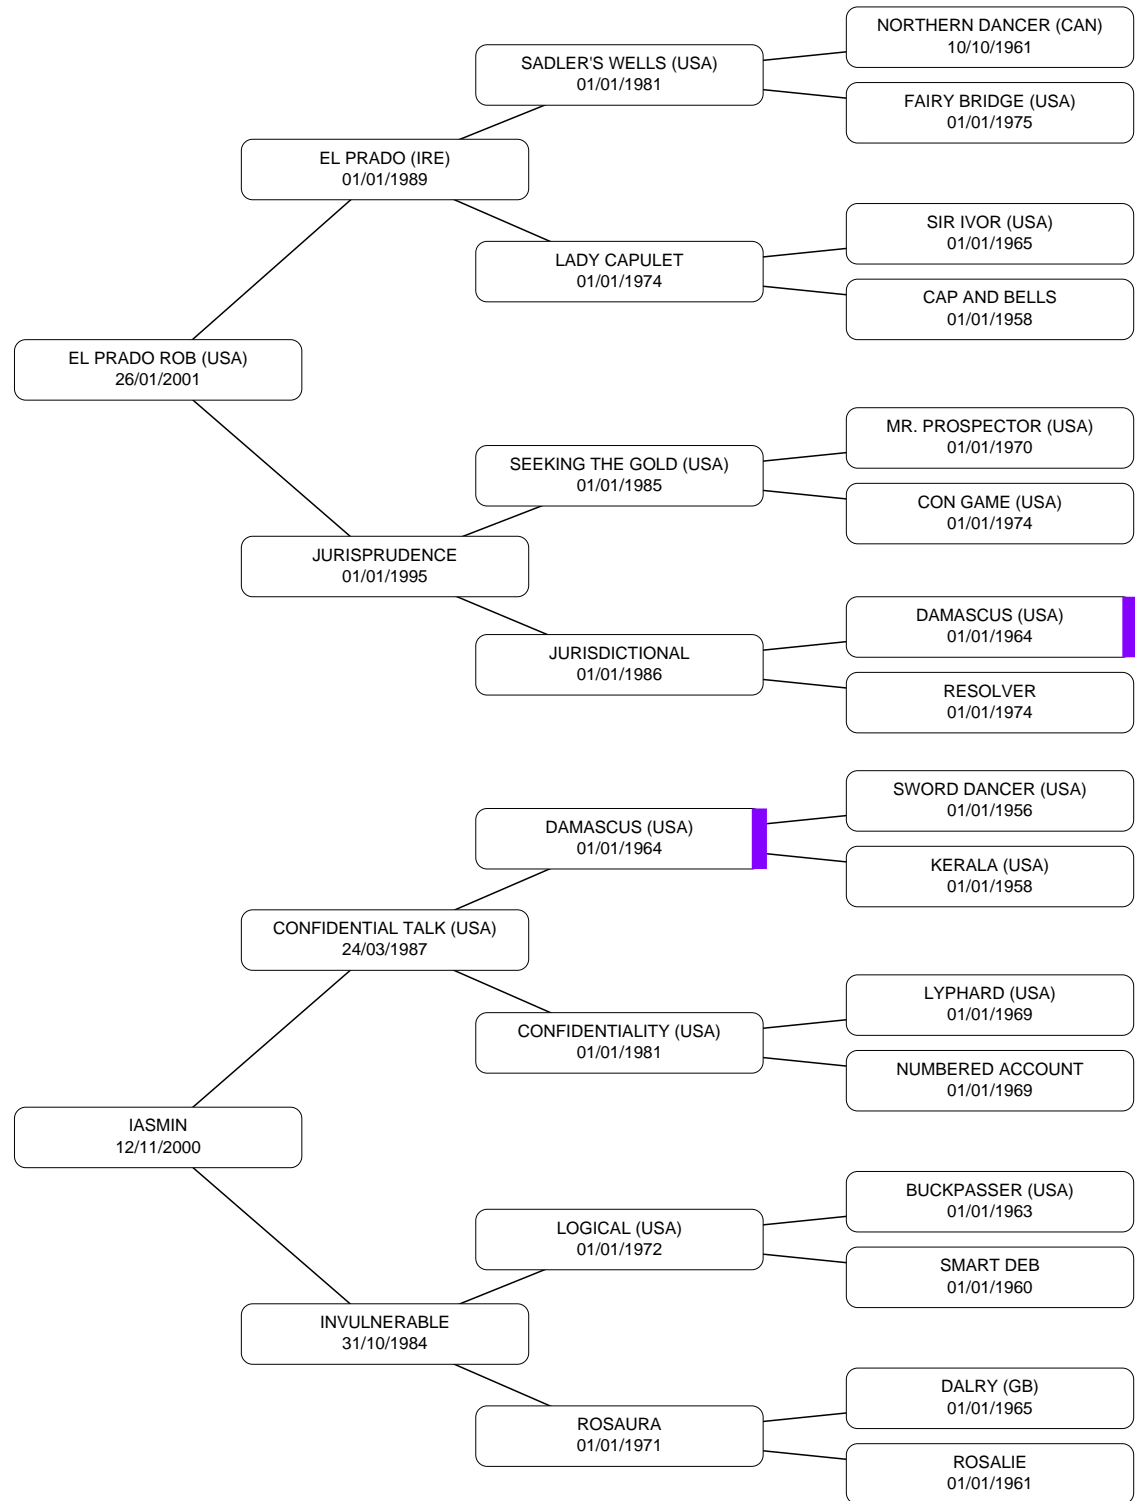 NORTHERN DANCER (CAN)
10/10/1961
SADLER'S WELLS (USA)
01/01/1981
FAIRY BRIDGE (USA)
01/01/1975
EL PRADO (IRE)
01/01/1989
SIR IVOR (USA)
01/01/1965
LADY CAPULET
01/01/1974
CAP AND BELLS
01/01/1958
EL PRADO ROB (USA)
26/01/2001
MR. PROSPECTOR (USA)
01/01/1970
SEEKING THE GOLD (USA)
01/01/1985
CON GAME (USA)
01/01/1974
JURISPRUDENCE
01/01/1995
DAMASCUS (USA)
01/01/1964
JURISDICTIONAL
01/01/1986
RESOLVER
01/01/1974
SWORD DANCER (USA)
01/01/1956
DAMASCUS (USA)
01/01/1964
KERALA (USA)
01/01/1958
CONFIDENTIAL TALK (USA)
24/03/1987
LYPHARD (USA)
01/01/1969
CONFIDENTIALITY (USA)
01/01/1981
NUMBERED ACCOUNT
01/01/1969
IASMIN
12/11/2000
BUCKPASSER (USA)
01/01/1963
LOGICAL (USA)
01/01/1972
SMART DEB
01/01/1960
INVULNERABLE
31/10/1984
DALRY (GB)
01/01/1965
ROSAURA
01/01/1971
ROSALIE
01/01/1961